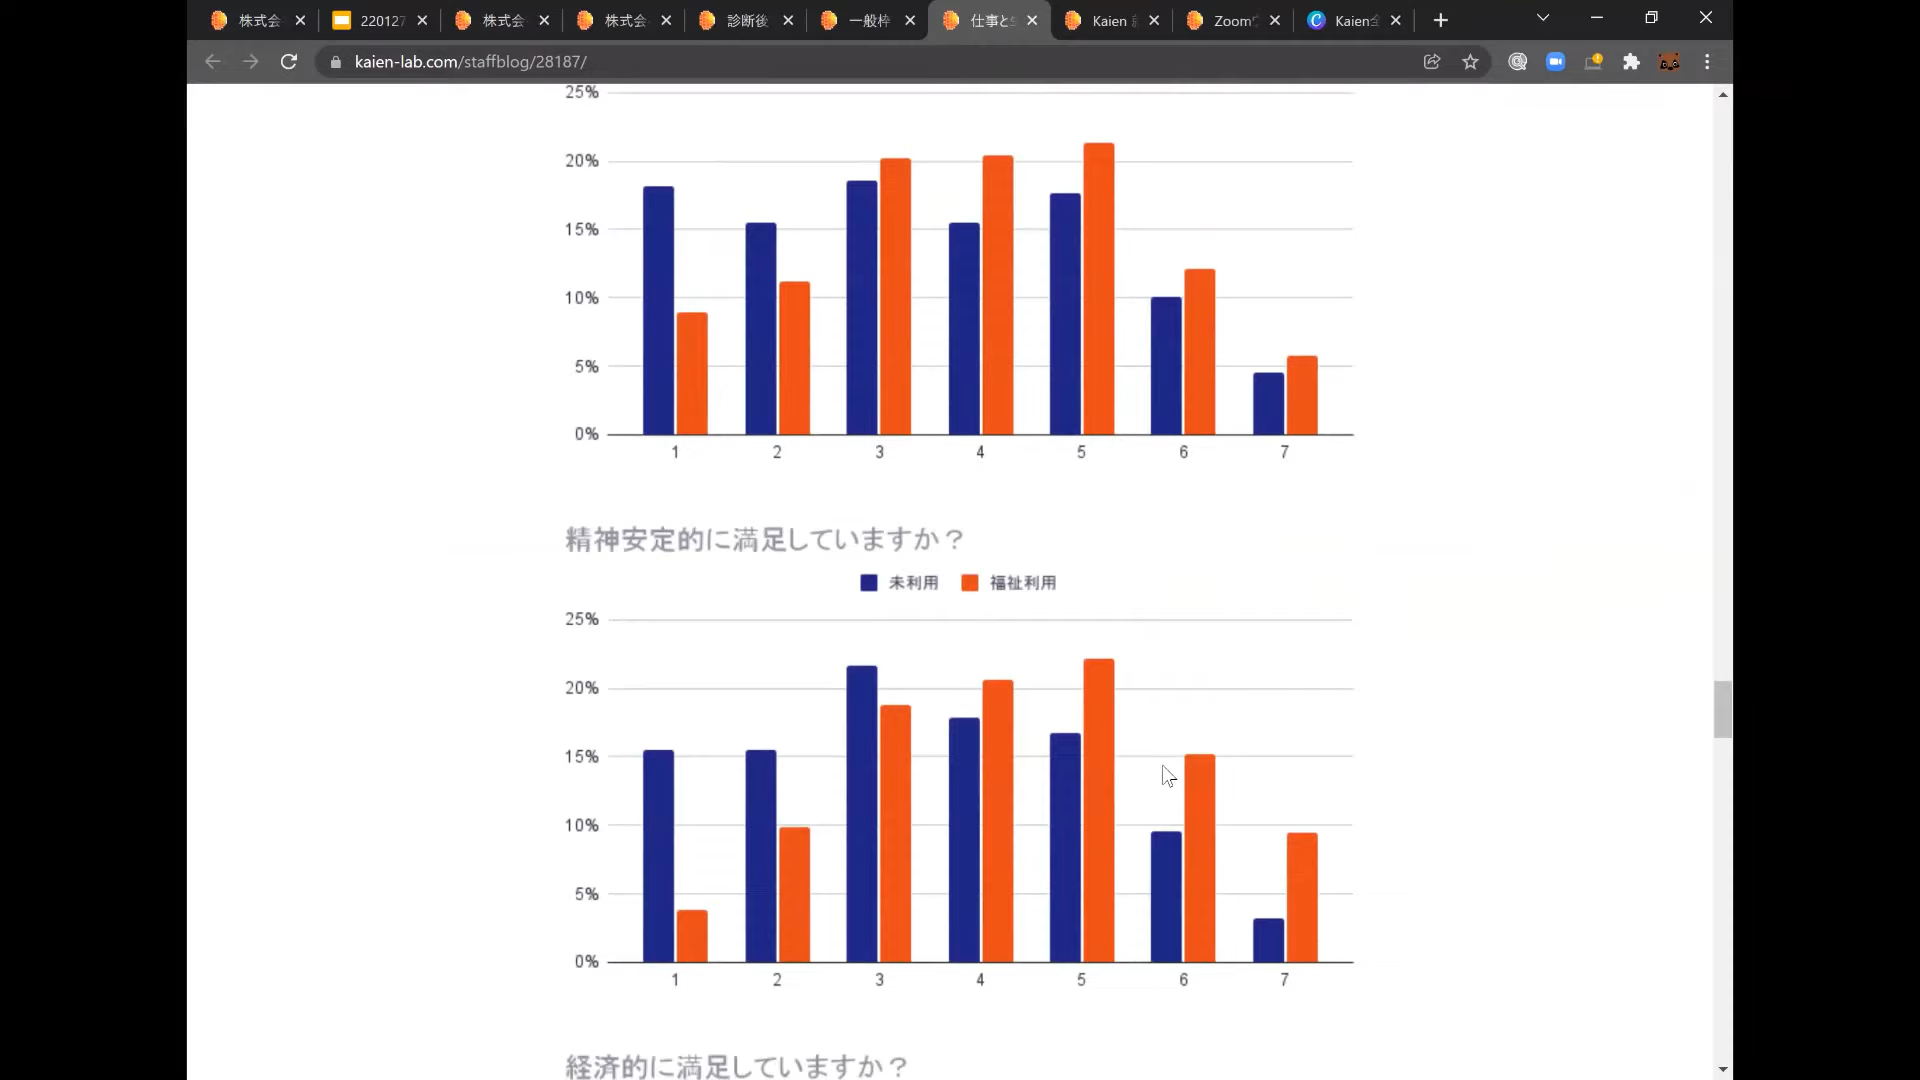 株式会
220127
株式会
株式会
診断後
一般枠
仕事と
Kaien
Zoom
Kaien
kaien-lab.com/staffblog/28187/
25%
20%
15%
10%
5%
0%
1 2 3 4 5 6 7
精神安定的に満足していますか？
未利用 福祉利用
25%
20%
15%
10%
5%
0%
1 2 3 4 5 6 7
経済的に満足していますか？